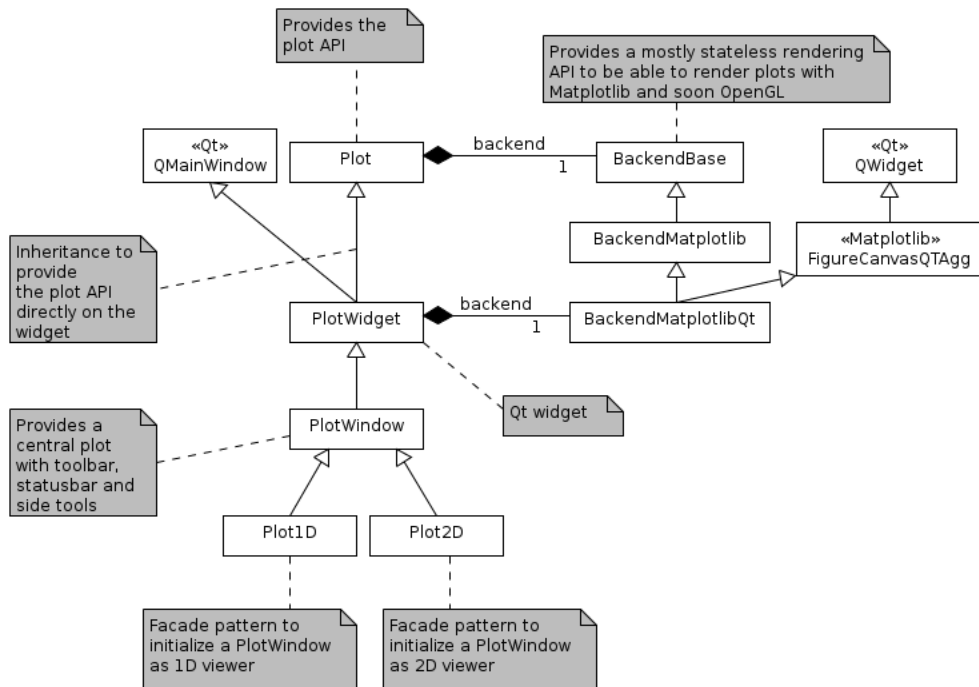 Provides the
plot API
Provides a mostly stateless rendering
API to be able to render plots with
Matplotlib and soon OpenGL
«Qt»
QMainWindow
Plot
backend
1
BackendBase
«Qt»
QWidget
BackendMatplotlib
«Matplotlib»
FigureCanvasQTAgg
Inheritance to
provide
the plot API
directly on the
widget
PlotWidget
backend
1
BackendMatplotlibQt
Qt widget
Provides a
central plot
with toolbar,
statusbar and
side tools
PlotWindow
Plot1D
Plot2D
Facade pattern to
initialize a PlotWindow
as 1D viewer
Facade pattern to
initialize a PlotWindow
as 2D viewer